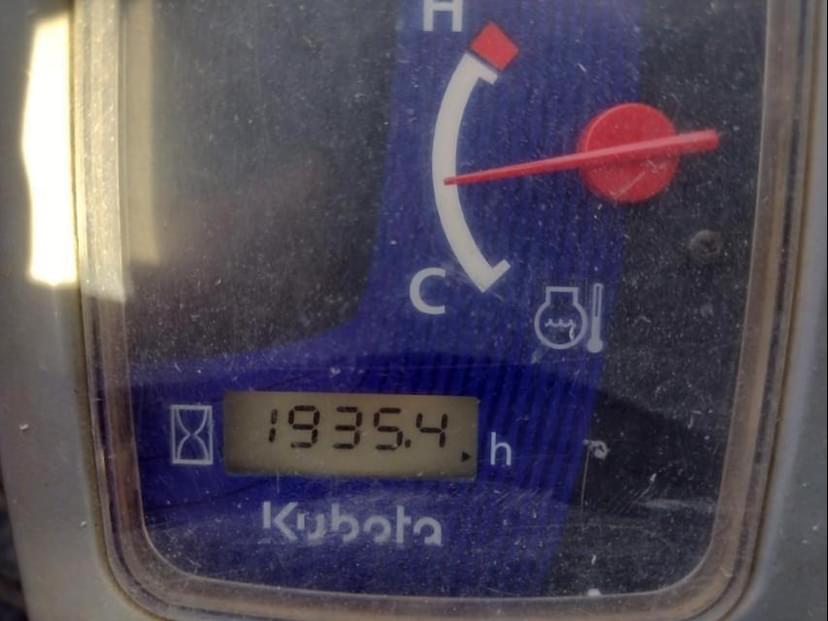 H
C
1935.4 h
Kubota